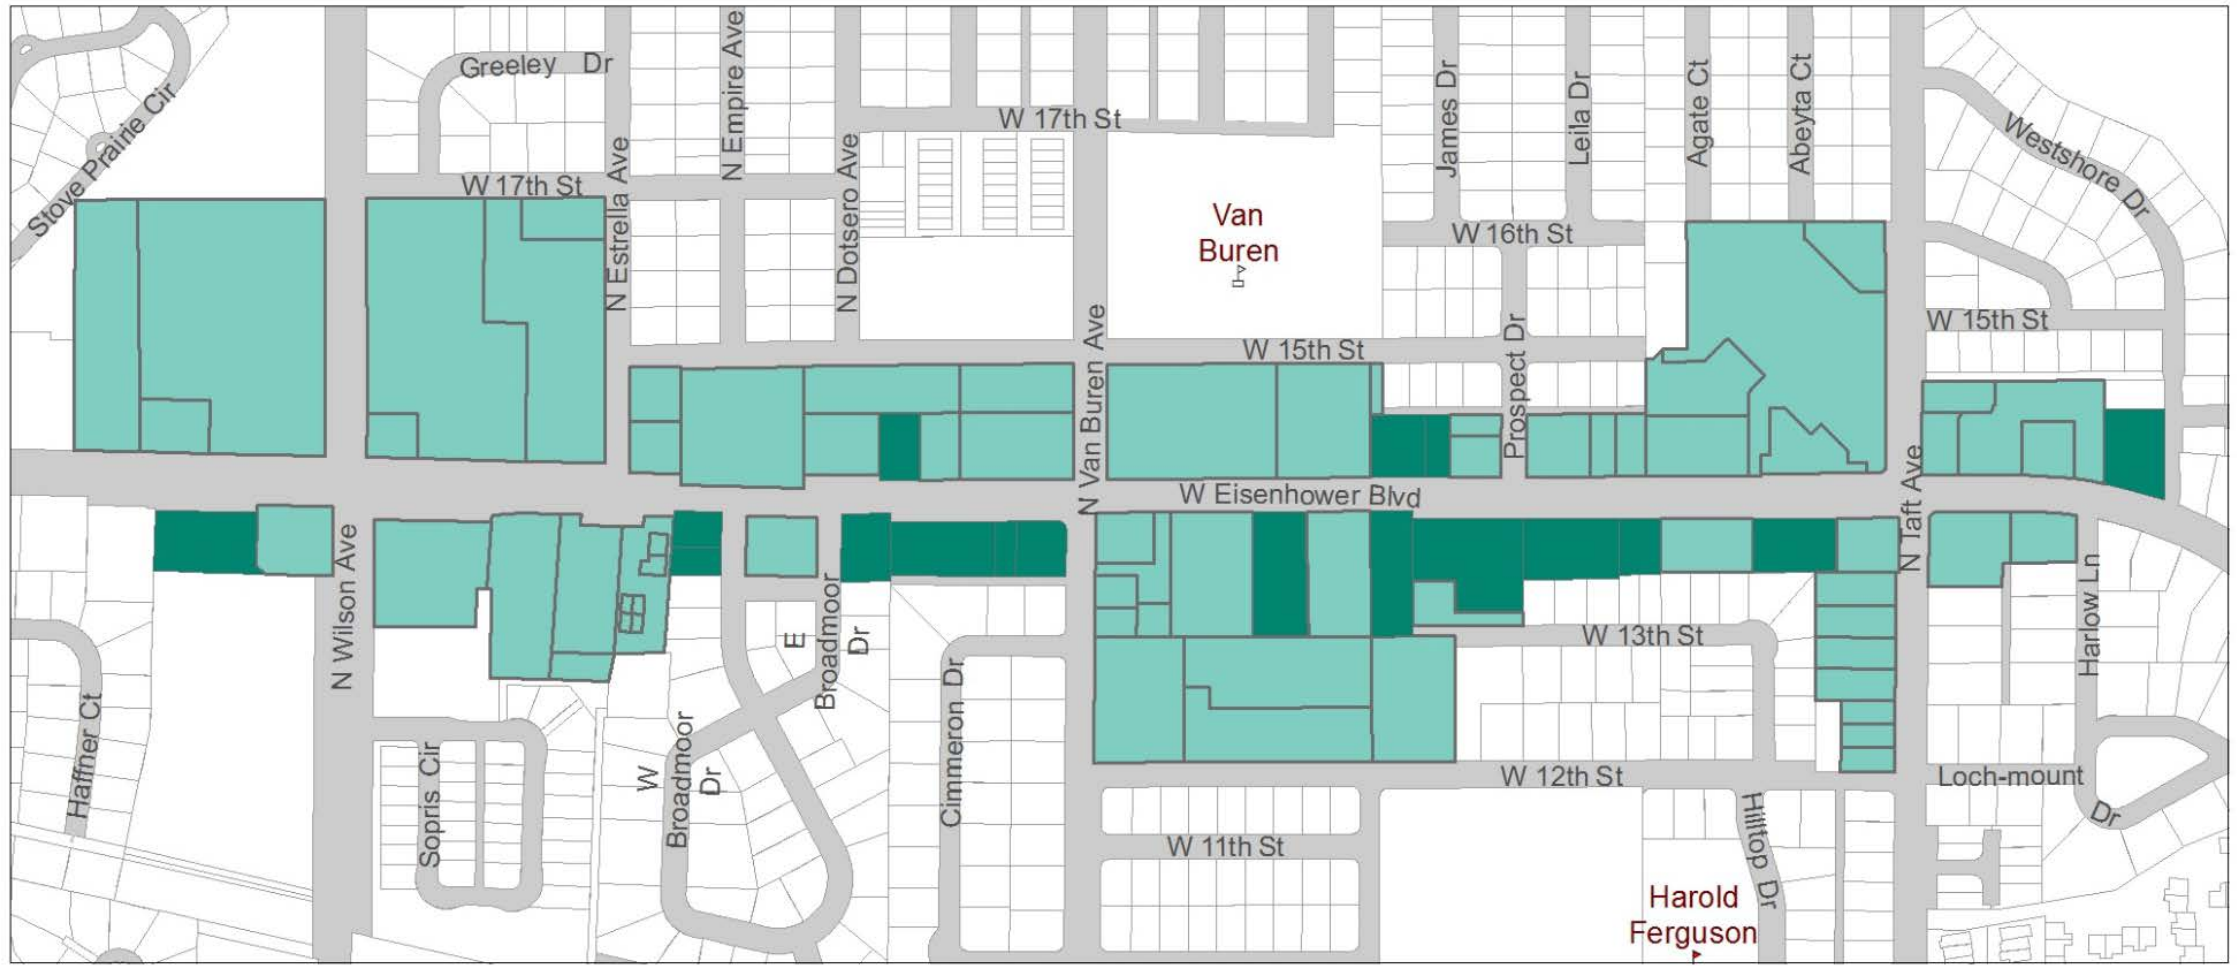 Greeley Dr
N Empire Ave
W 17th St
James Dr
Leila Dr
Agate Ct
Abeyta Ct
Westshore Dr
Stove Prairie Cir
W 17th St
N Estrella Ave
N Dotsero Ave
Van
Buren
W 16th St
W 15th St
W 15th St
Prospect Dr
N Van Buren Ave
W Eisenhower Blvd
N Taft Ave
N Wilson Ave
E
Broadmoor
Dr
W 13th St
Harlow Ln
Haffner Ct
Sopris Cir
W
Broadmoor
Dr
Cimmeron Dr
W 12th St
Loch-mount
Dr
W 11th St
Hilltop Dr
Harold
Ferguson